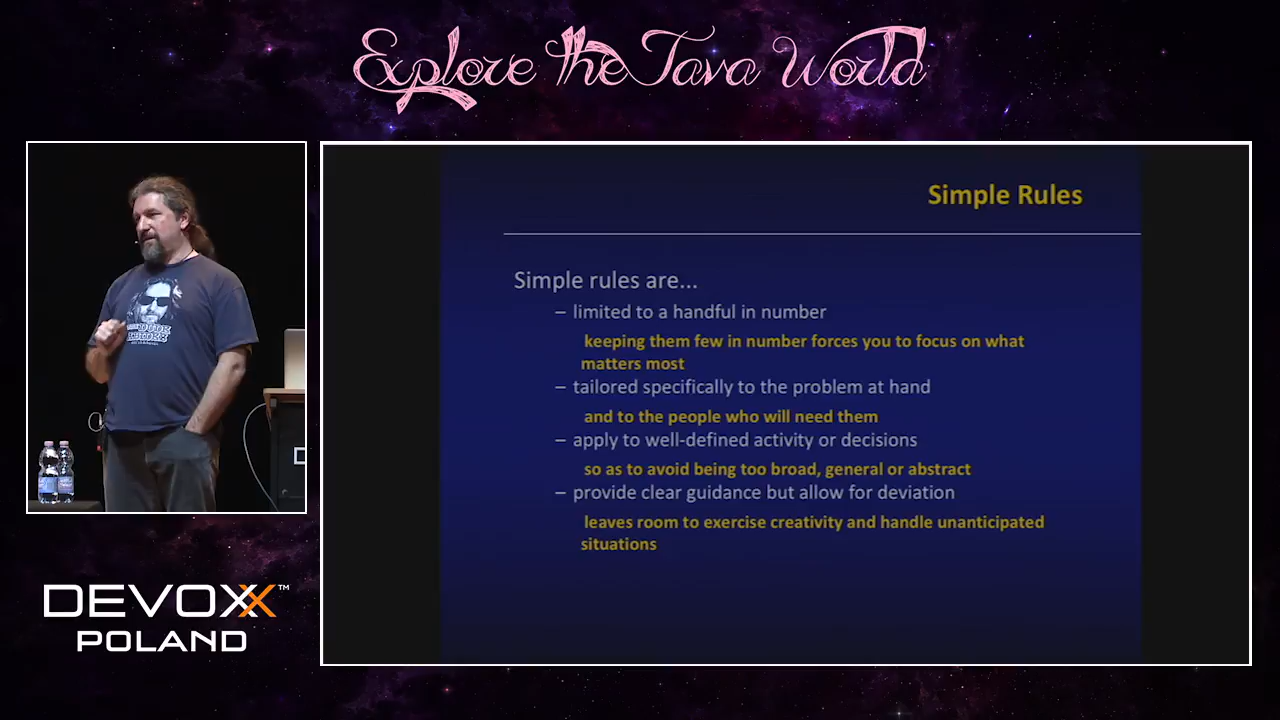 Explore the Java World
Simple Rules
Simple rules are...
– limited to a handful in number
keeping them few in number forces you to focus on what
matters most
– tailored specifically to the problem at hand
and to the people who will need them
– apply to well-defined activity or decisions
so as to avoid being too broad, general or abstract
– provide clear guidance but allow for deviation
leaves room to exercise creativity and handle unanticipated
situations
DEVOXX™
POLAND